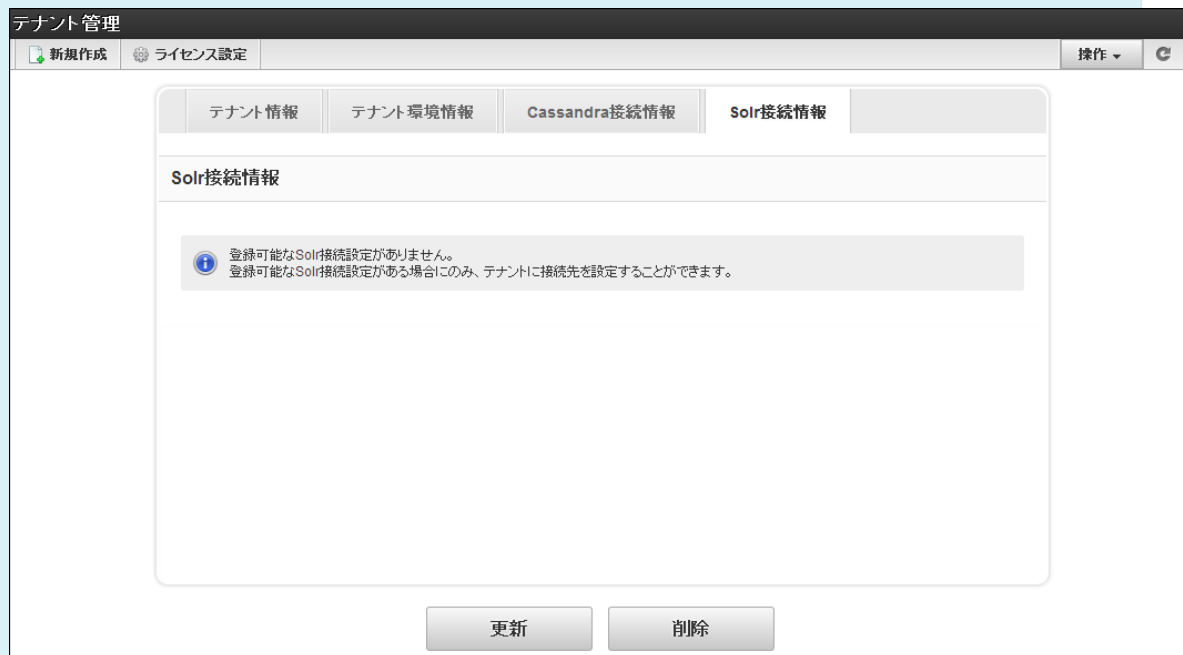 テナント管理
新規作成 ライセンス設定 操作
テナント情報 テナント環境情報 Cassandra接続情報 Solr接続情報
Solr接続情報
登録可能なSolr接続設定がありません。
登録可能なSolr接続設定がある場合にのみ、テナントに接続先を設定することができます。
更新 削除